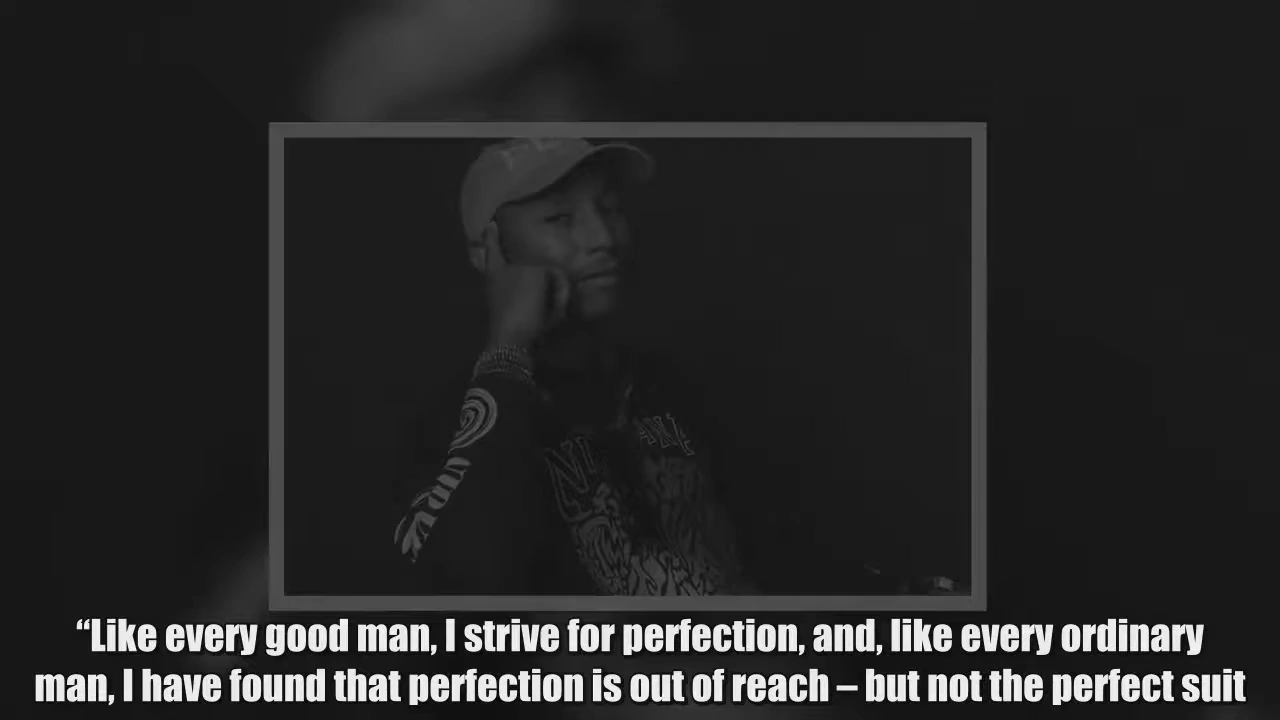 “Like every good man, I strive for perfection, and, like every ordinary
man, I have found that perfection is out of reach – but not the perfect suit